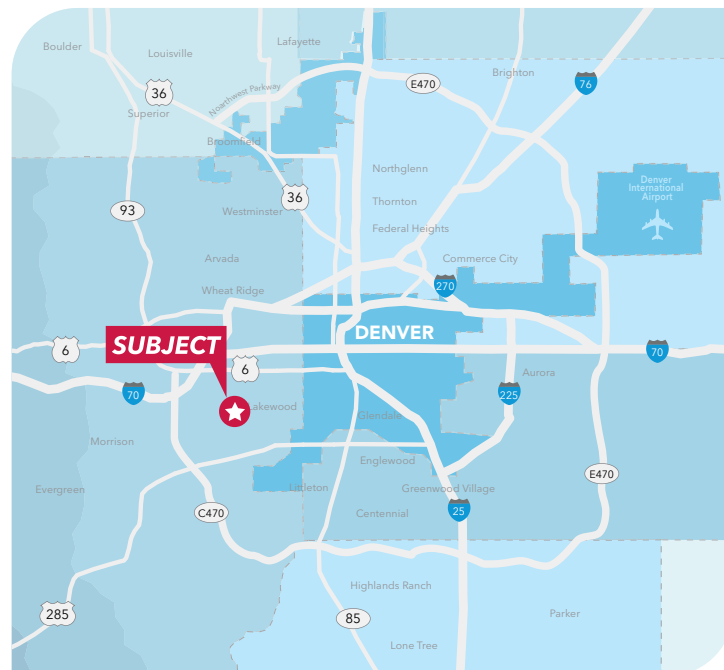 Lafayette
Boulder
Louisville
Brighton
E470
76
36
Noarthwest Parkway
Superior
Broomfield
Northglenn
Denver
International
Airport
36
Thornton
93
Westminster
Federal Heights
Arvada
Commerce City
270
Wheat Ridge
DENVER
SUBJECT
6
70
6
Aurora
70
225
Lakewood
Glendale
Morrison
Englewood
E470
Evergreen
Littleton
Greenwood Village
C470
25
Centennial
Highlands Ranch
285
85
Parker
Lone Tree